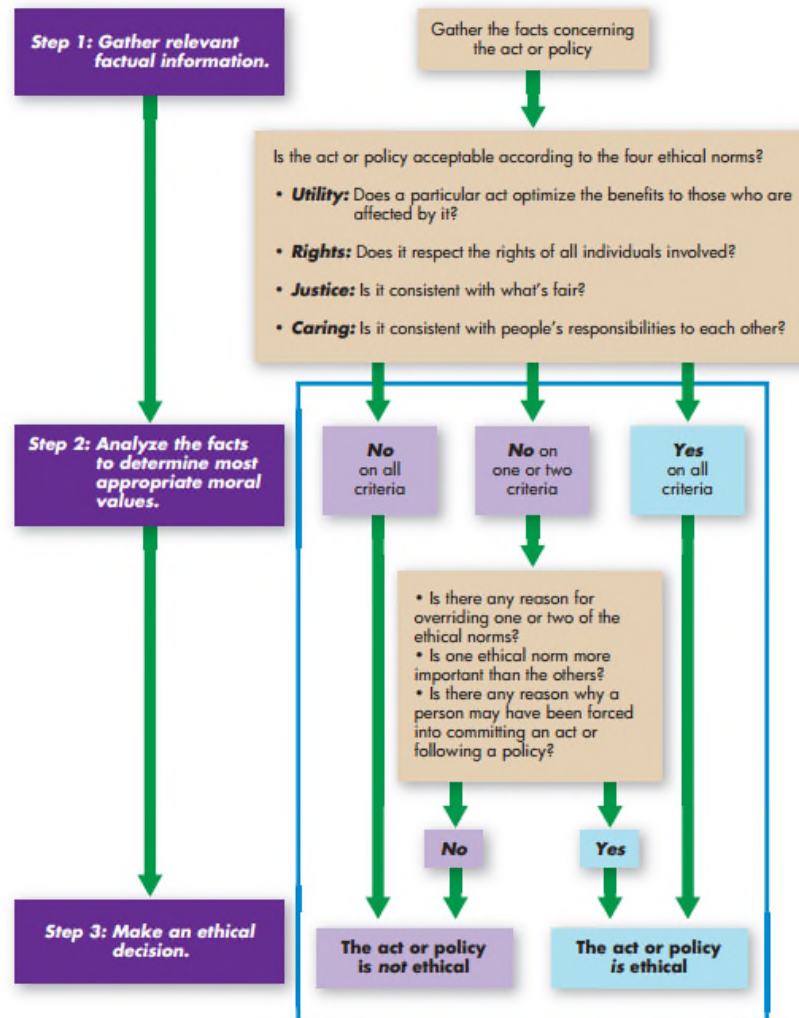 Step 1: Gather relevant
factual information.
Gather the facts concerning
the act or policy
Is the act or policy acceptable according to the four ethical norms?
• Utility: Does a particular act optimize the benefits to those who are
affected by it?
• Rights: Does it respect the rights of all individuals involved?
• Justice: Is it consistent with what's fair?
• Caring: Is it consistent with people's responsibilities to each other?
Step 2: Analyze the facts
to determine most
appropriate moral
values.
No
on all
criteria
No on
one or two
criteria
Yes
on all
criteria
• Is there any reason for
overriding one or two of the
ethical norms?
• Is one ethical norm more
important than the others?
• Is there any reason why a
person may have been forced
into committing an act or
following a policy?
No
Yes
Step 3: Make an ethical
decision.
The act or policy
is not ethical
The act or policy
is ethical